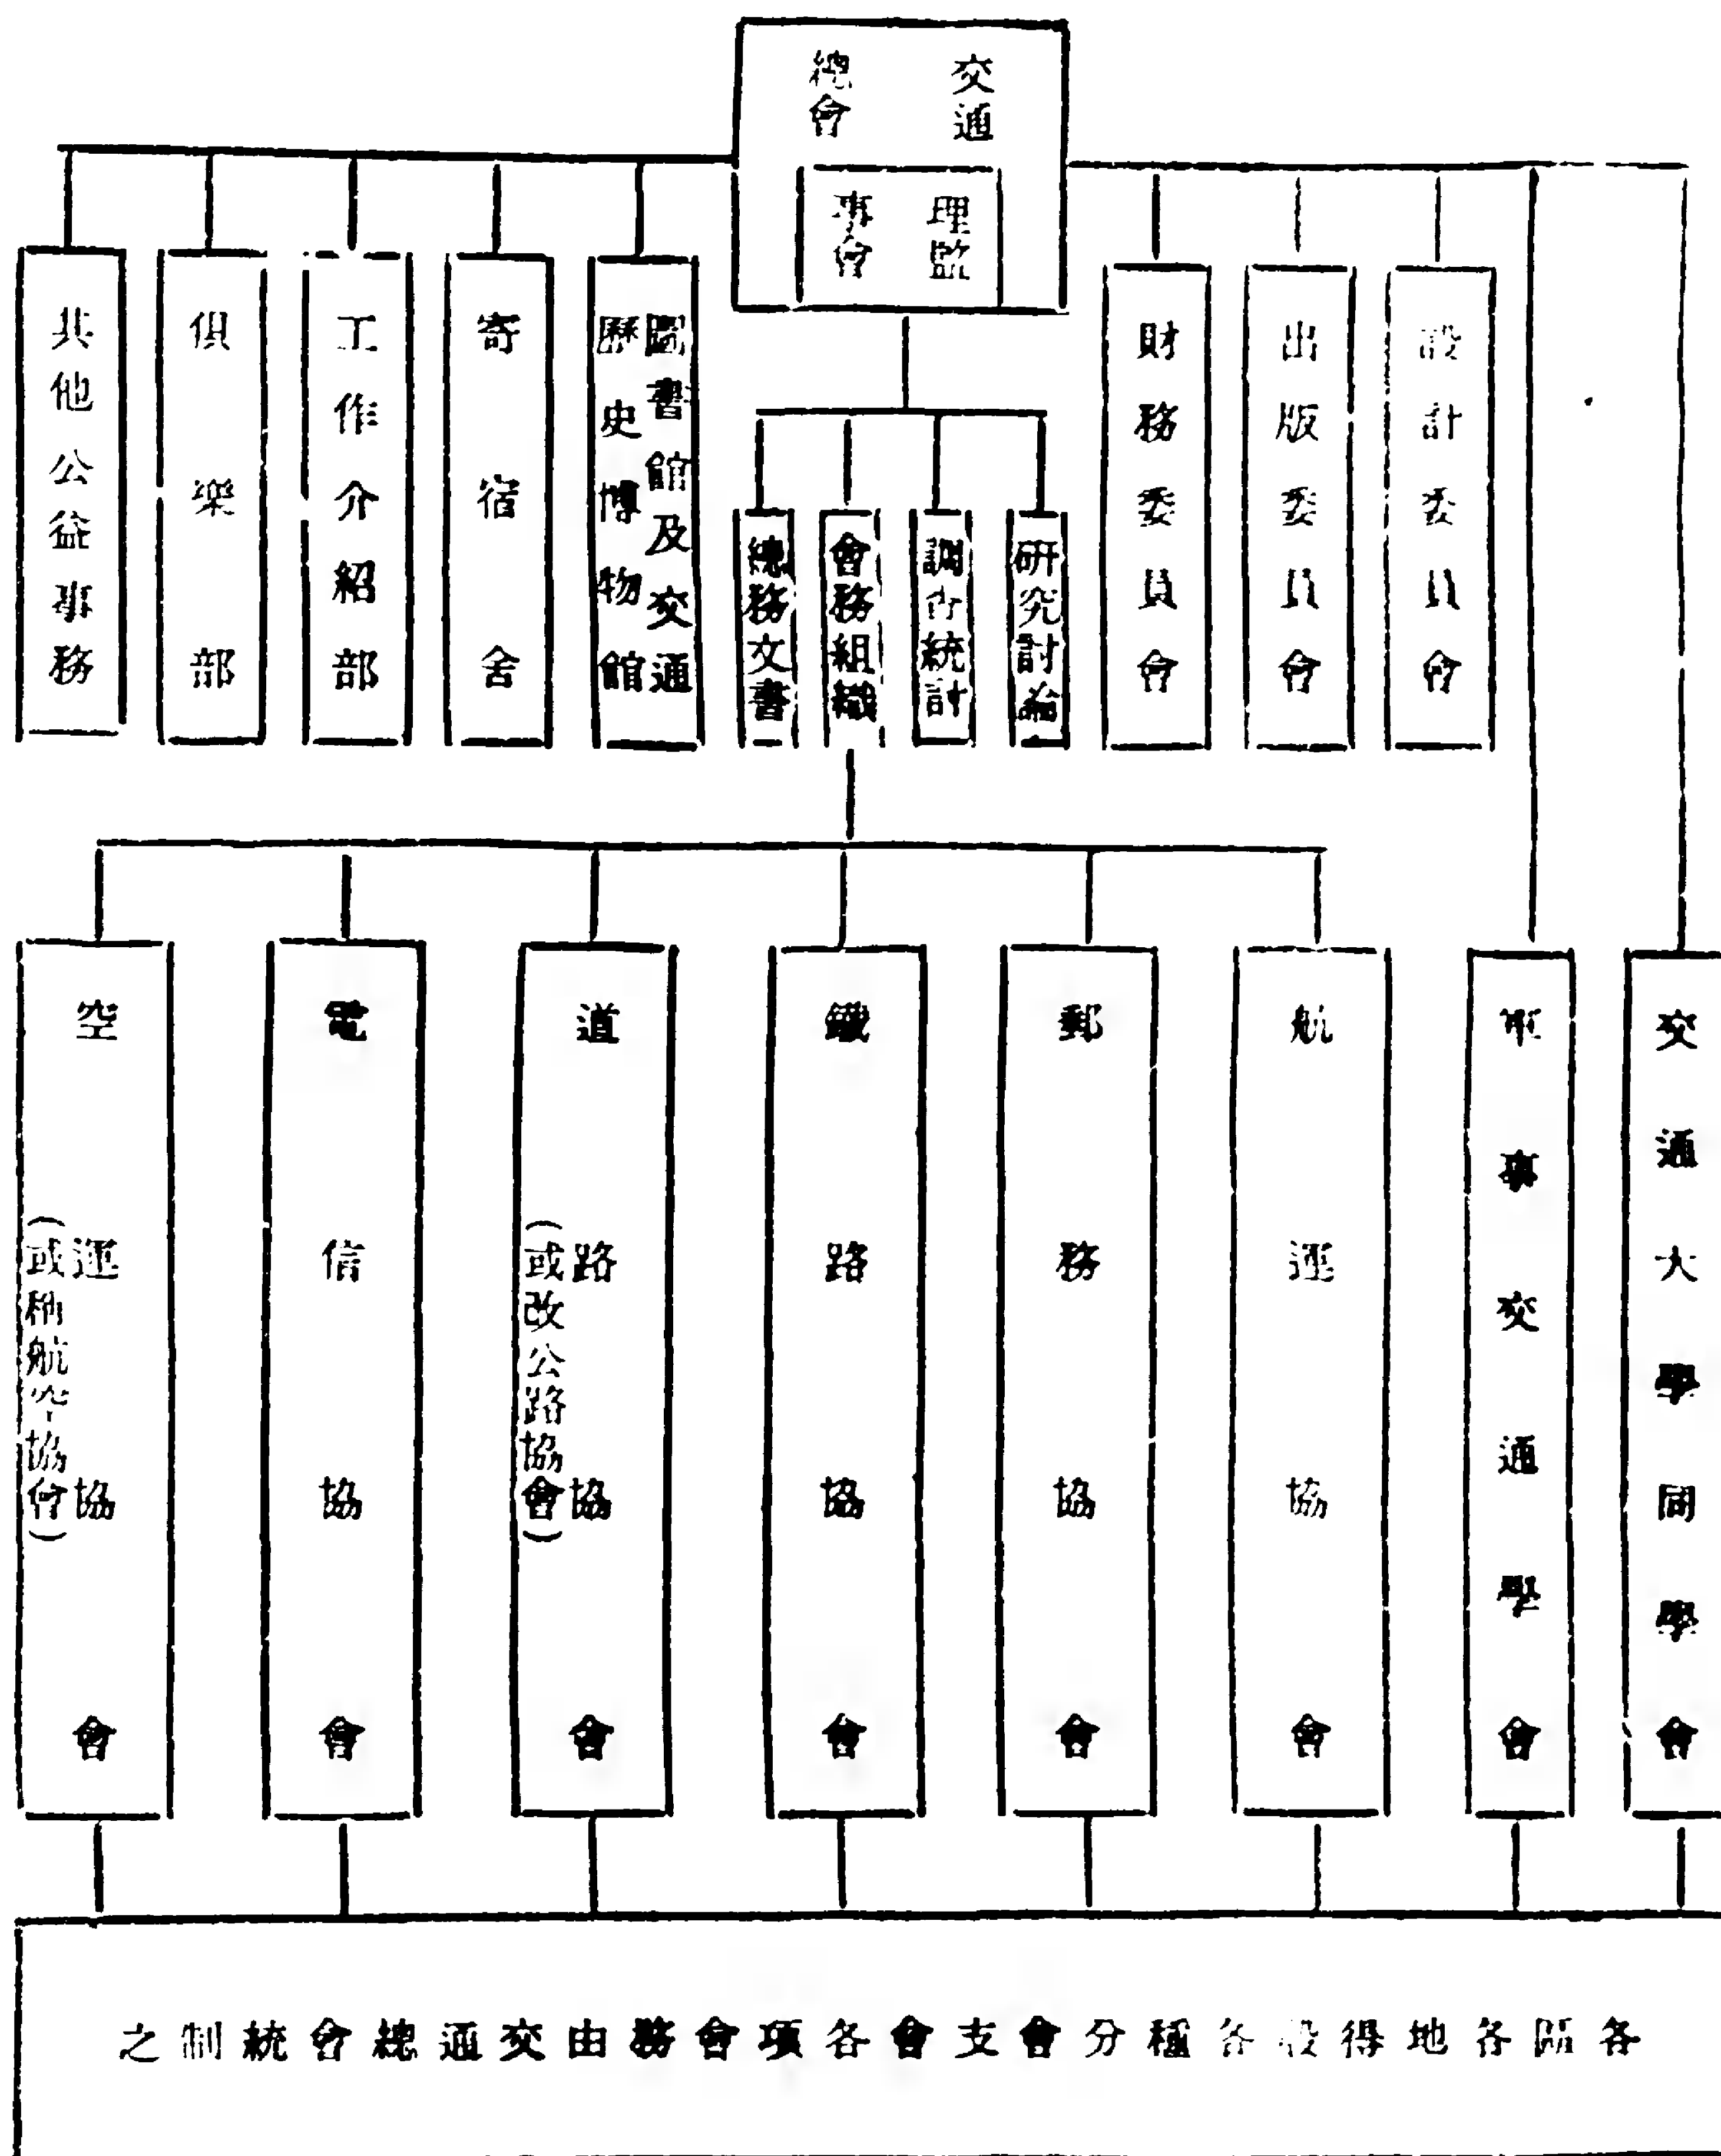 交通
總會
理監
事會
設計委員會
出版委員會
財務委員會
研究討論
調查統計
會務組織
總務文書
圖書館及交通
歷史博物館
寄宿舍
工作介紹部
俱樂部
其他公益事務
交通大學同學會
軍事交通學會
航運協會
郵務協會
鐵路協會
道路協會
(或改公路協會)
電信協會
空運協會
(或稱航空協會)
各區各地得設各種分會支會各項會務由交通總會統制之